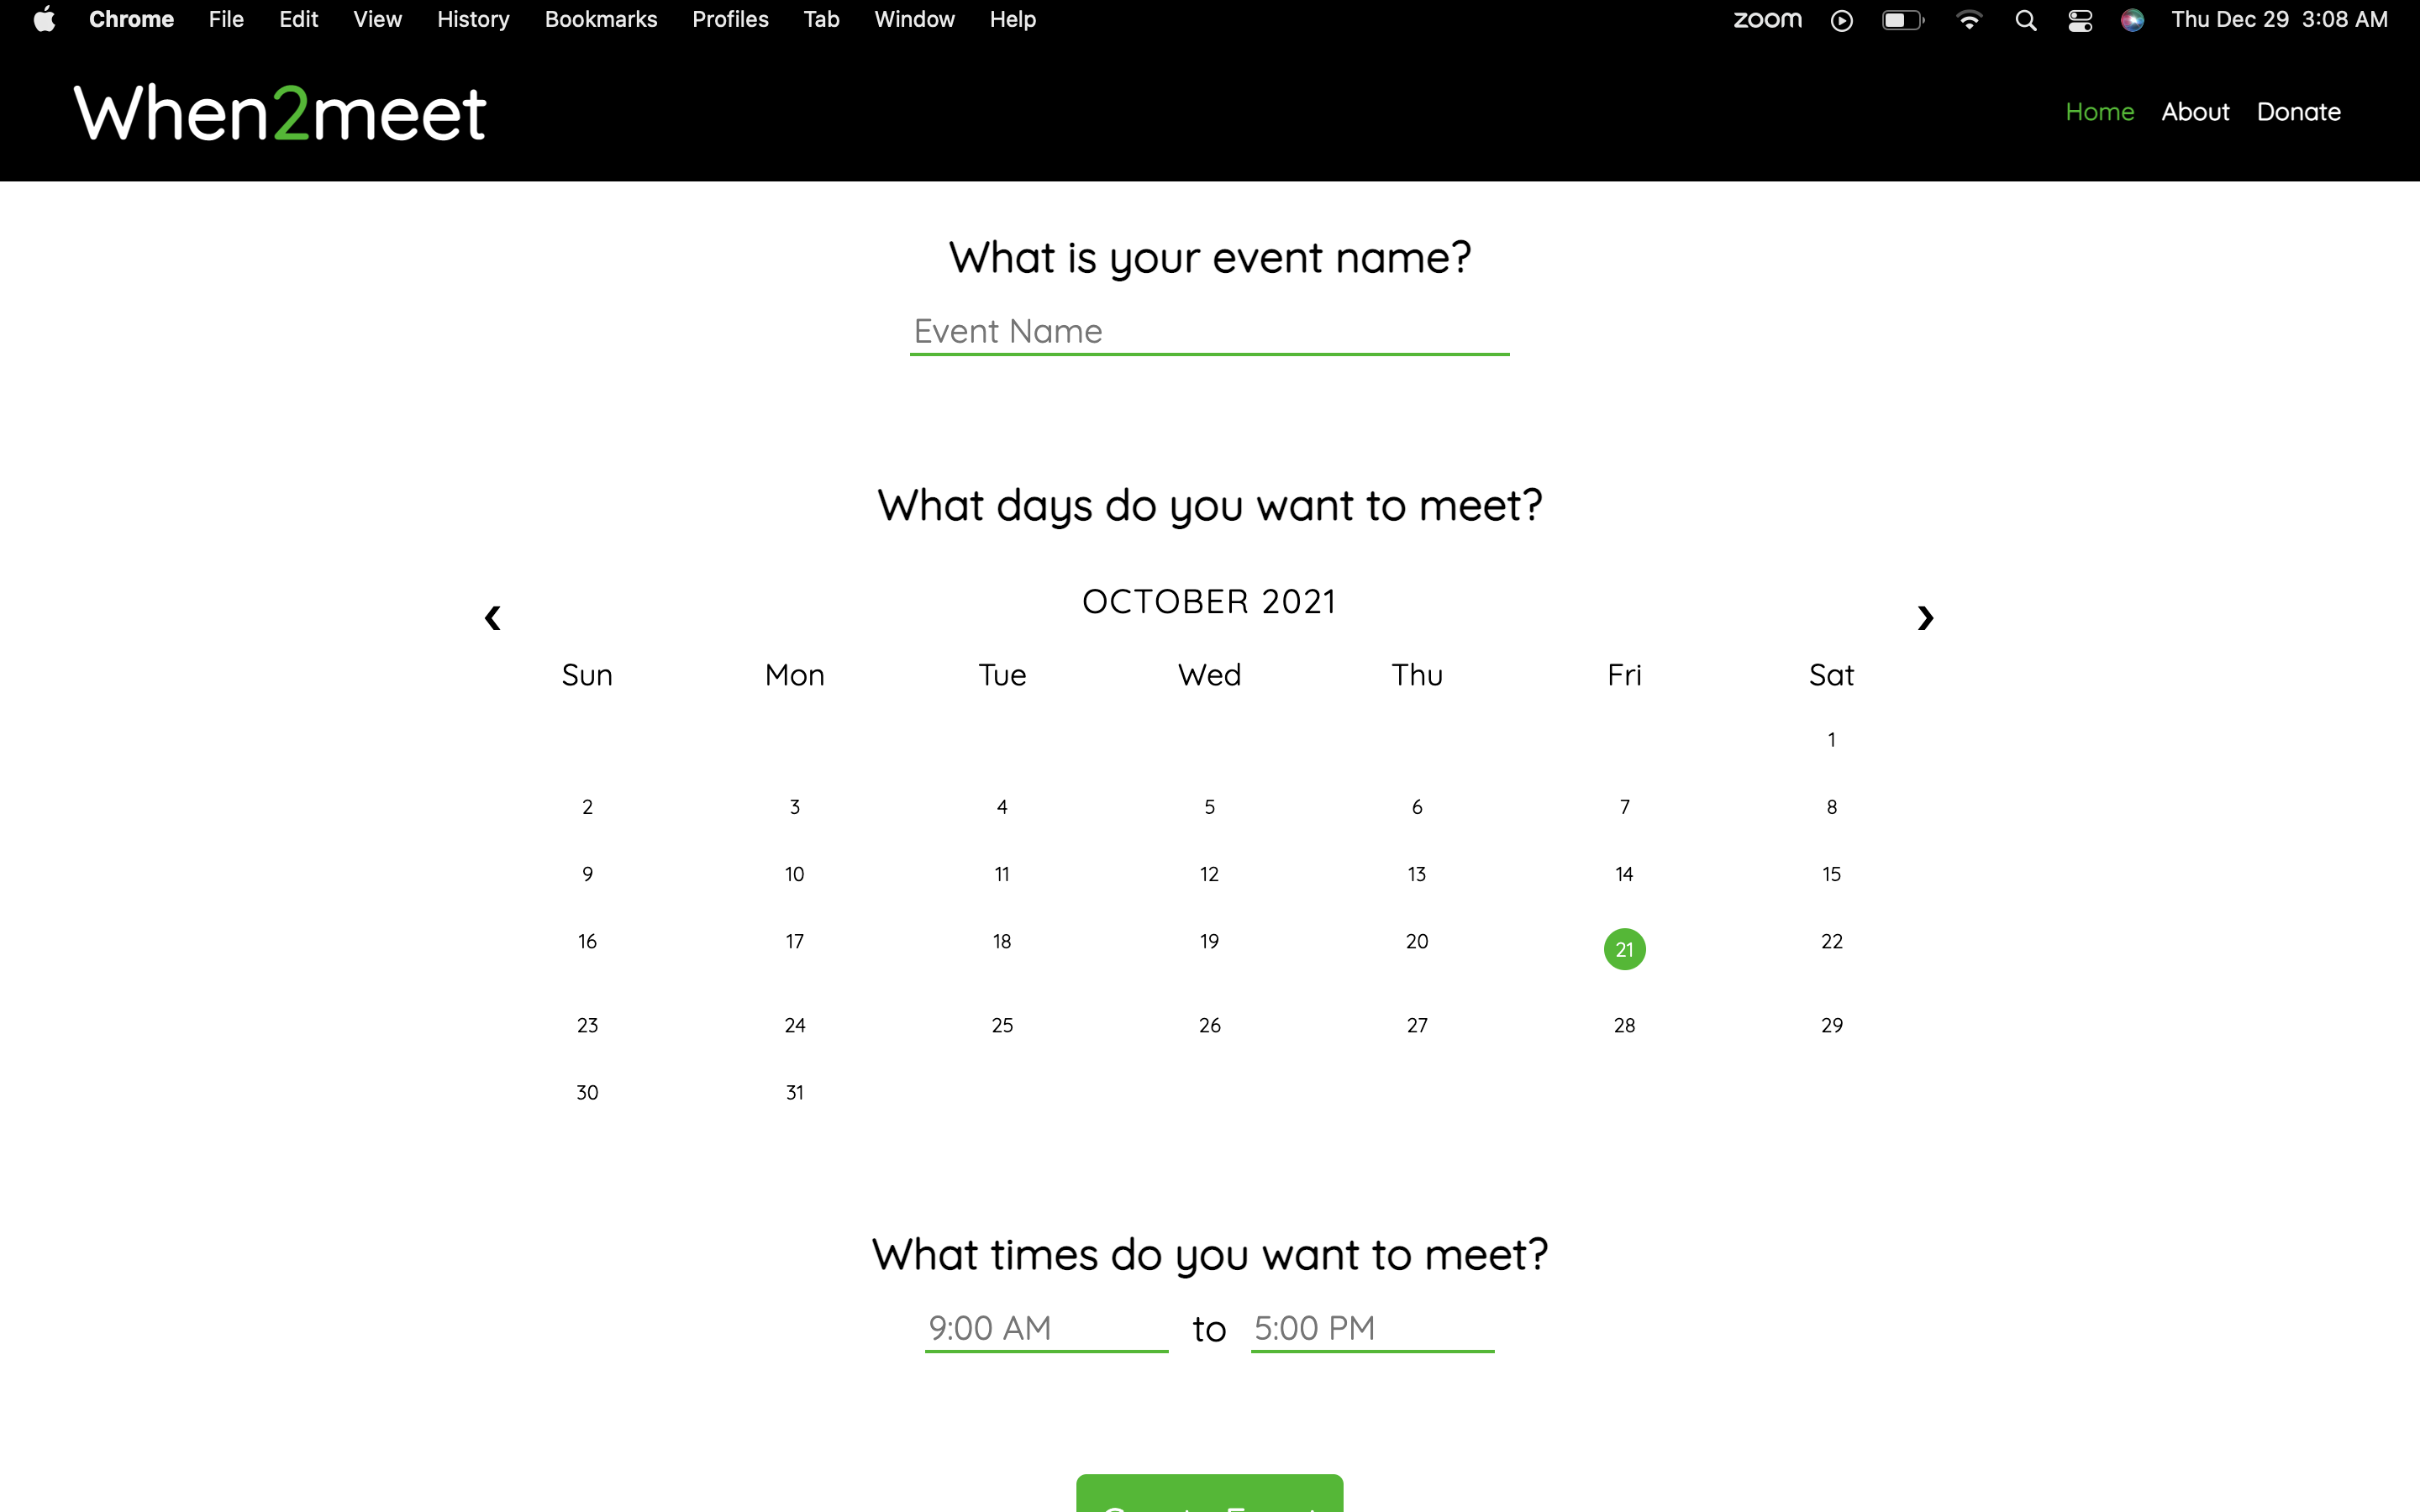 Chrome File Edit View History Bookmarks Profiles Tab Window Help zoom Thu Dec 29 3:08 AM
When2meet
Home About Donate
What is your event name?
Event Name
What days do you want to meet?
❮ OCTOBER 2021 ❯
Sun Mon Tue Wed Thu Fri Sat
1
2 3 4 5 6 7 8
9 10 11 12 13 14 15
16 17 18 19 20 21 22
23 24 25 26 27 28 29
30 31
What times do you want to meet?
9:00 AM to 5:00 PM